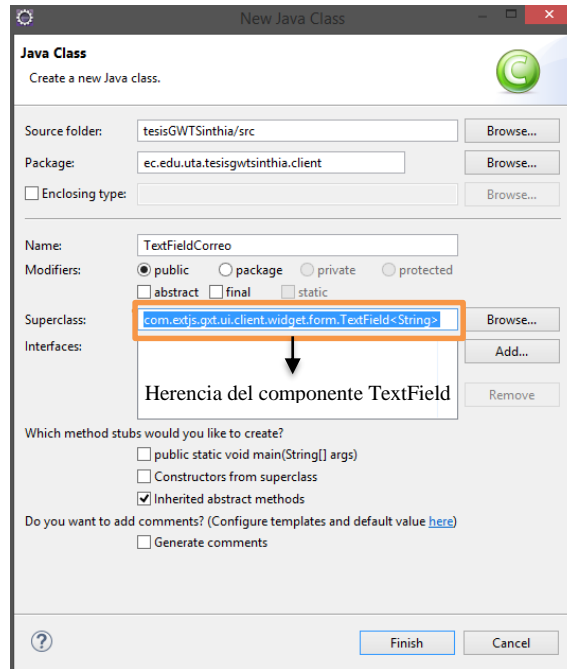 New Java Class
Java Class
Create a new Java class.
Source folder: tesisGWTSinthia/src Browse...
Package: ec.edu.uta.tesisgwtsinthia.client Browse...
Enclosing type: Browse...
Name: TextFieldCorreo
Modifiers: public package private protected
abstract final static
Superclass: com.extjs.gxt.ui.client.widget.form.TextField<String> Browse...
Interfaces: Add...
Herencia del componente TextField Remove
Which method stubs would you like to create?
public static void main(String[] args)
Constructors from superclass
Inherited abstract methods
Do you want to add comments? (Configure templates and default value here)
Generate comments
Finish Cancel